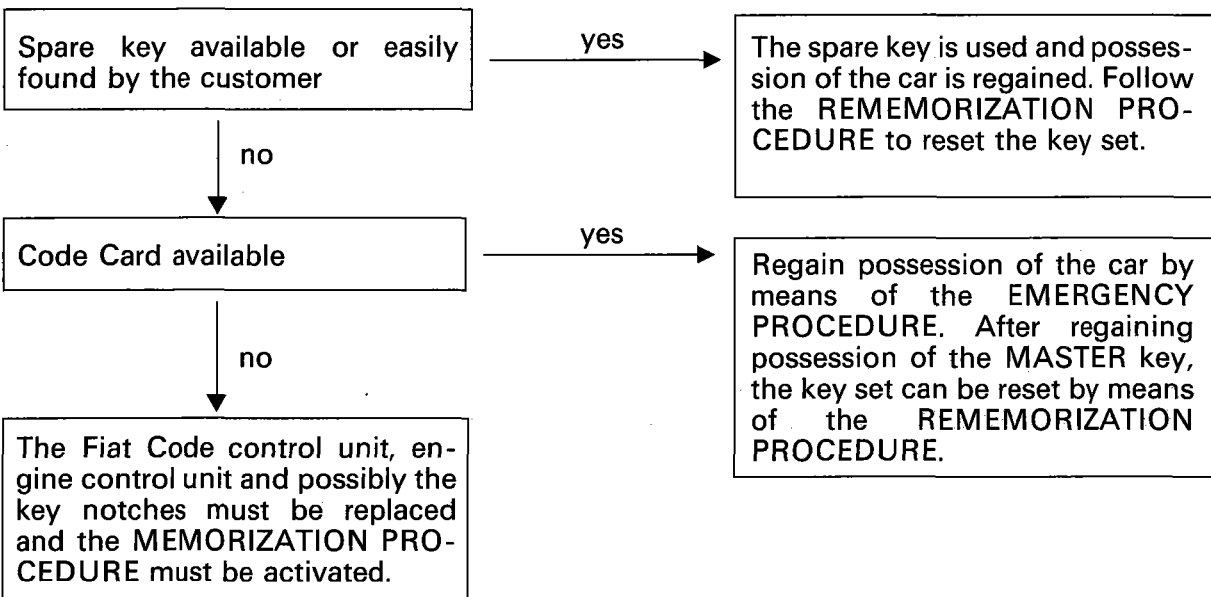 Spare key available or easily
found by the customer
yes
The spare key is used and posses-
sion of the car is regained. Follow
the REMEMORIZATION PRO-
CEDURE to reset the key set.
no
Code Card available
yes
Regain possession of the car by
means of the EMERGENCY
PROCEDURE. After regaining
possession of the MASTER key,
the key set can be reset by means
of the REMEMORIZATION
PROCEDURE.
no
The Fiat Code control unit, en-
gine control unit and possibly the
key notches must be replaced
and the MEMORIZATION PRO-
CEDURE must be activated.